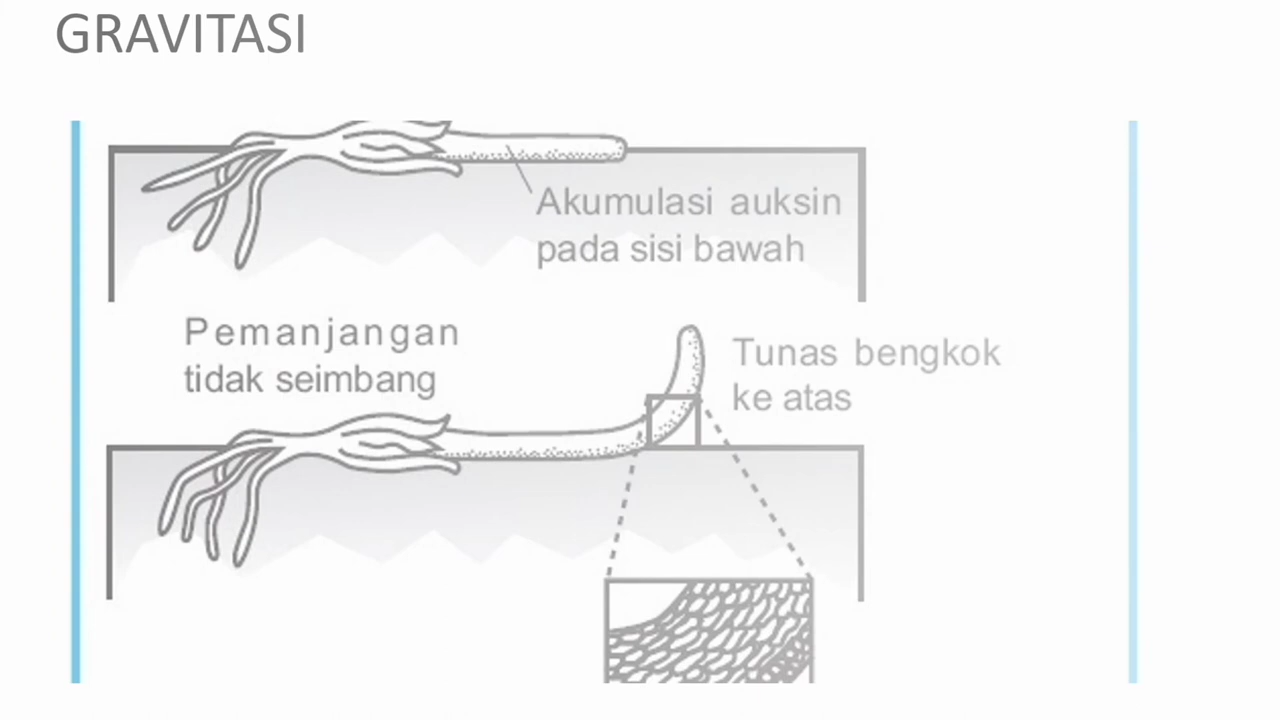 GRAVITASI
Akumulasi auksin
pada sisi bawah
Pemanjangan
tidak seimbang
Tunas bengkok
ke atas